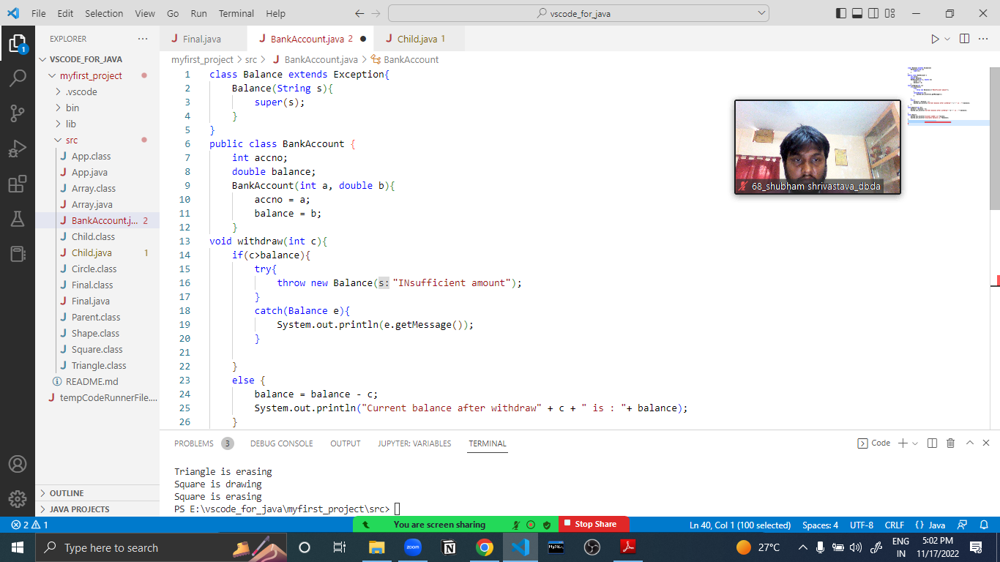 File Edit Selection View Go Run Terminal Help
vscode_for_java
EXPLORER
Final.java
BankAccount.java 2
Child.java 1
VSCODE_FOR_JAVA
myfirst_project > src > BankAccount.java > BankAccount
myfirst_project
.vscode
bin
lib
src
App.class
App.java
Array.class
Array.java
BankAccount.j... 2
Child.class
Child.java 1
Circle.class
Final.class
Final.java
Parent.class
Shape.class
Square.class
Triangle.class
README.md
tempCodeRunnerFile....
OUTLINE
JAVA PROJECTS
1 class Balance extends Exception{
2 Balance(String s){
3 super(s);
4 }
5 }
6 public class BankAccount {
7 int accno;
8 double balance;
9 BankAccount(int a, double b){
10 accno = a;
11 balance = b;
12 }
13 void withdraw(int c){
14 if(c>balance){
15 try{
16 throw new Balance(s:"INsufficient amount");
17 }
18 catch(Balance e){
19 System.out.println(e.getMessage());
20 }
21
22 }
23 else {
24 balance = balance - c;
25 System.out.println("Current balance after withdraw" + c + " is : "+ balance);
26 }
68_shubham shrivastava_dbda
PROBLEMS 3 DEBUG CONSOLE OUTPUT JUPYTER: VARIABLES TERMINAL
Code
Triangle is erasing
Square is drawing
Square is erasing
PS E:\vscode_for_java\myfirst_project\src>
2 1
You are screen sharing
Stop Share
Ln 40, Col 1 (100 selected) Spaces: 4 UTF-8 CRLF {} Java
Type here to search
zoom
27°C
ENG
IN
5:02 PM
11/17/2022